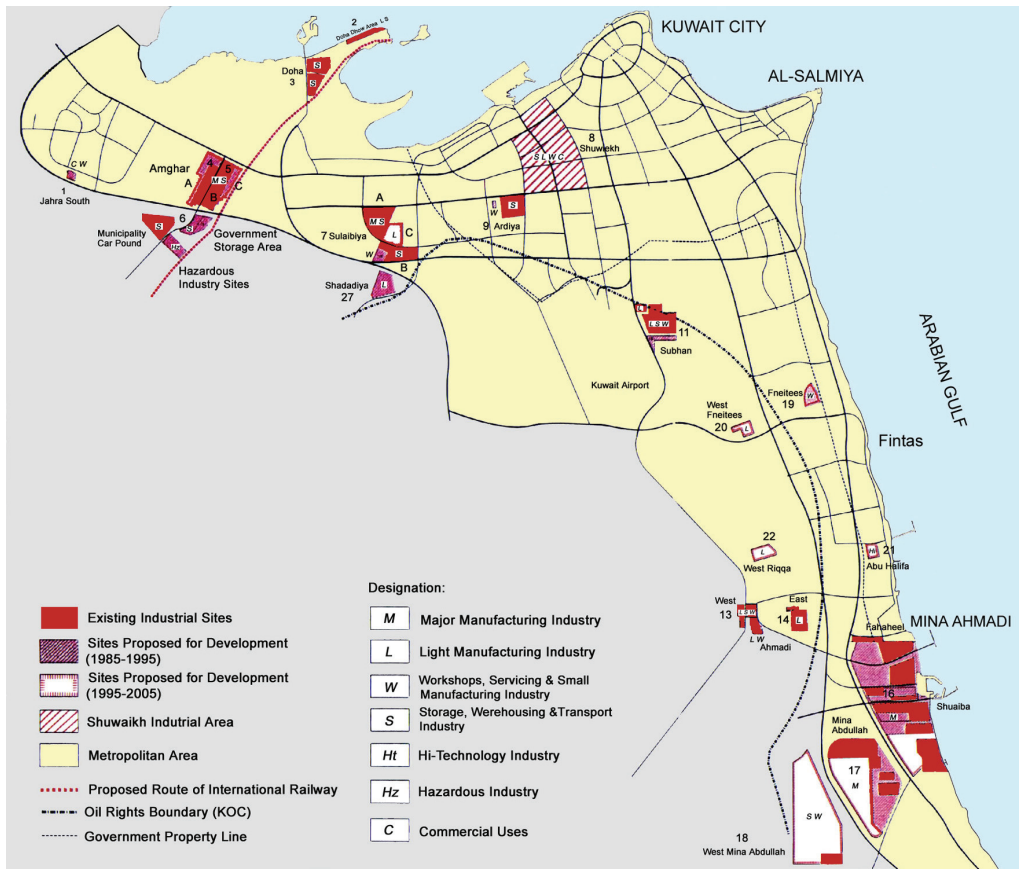 2
Doha Dhow Area L S
KUWAIT CITY
Doha
3
S
S
AL-SALMIYA
8
Shuwiekh
S L W C
Amghar
4
5
C W
A
M S
C
B
1
Jahra South
6
S
S
Municipality
Car Pound
Hz
Government
Storage Area
Hazardous
Industry Sites
A
M S
L
C
7 Sulaibiya
W
S
B
W
S
9
Ardiya
Shadadiya
27
L
L
L S W
11
Subhan
Kuwait Airport
ARABIAN GULF
Fneitees
19
W
West
Fneitees
20
L
Fintas
22
L
West Riqqa
Ht
21
Abu Halifa
West
13
L S W
L W
Ahmadi
East
14
L
MINA AHMADI
Fahaheel
16
Shuaiba
M
Mina
Abdullah
17
M
A
S W
18
West Mina Abdullah
Existing Industrial Sites
Sites Proposed for Development
(1985-1995)
Sites Proposed for Development
(1995-2005)
Shuwaikh Indutrial Area
Metropolitan Area
Proposed Route of International Railway
Oil Rights Boundary (KOC)
Government Property Line
Designation:
M Major Manufacturing Industry
L Light Manufacturing Industry
W Workshops, Servicing & Small
Manufacturing Industry
S Storage, Werehousing &Transport
Industry
Ht Hi-Technology Industry
Hz Hazardous Industry
C Commercial Uses